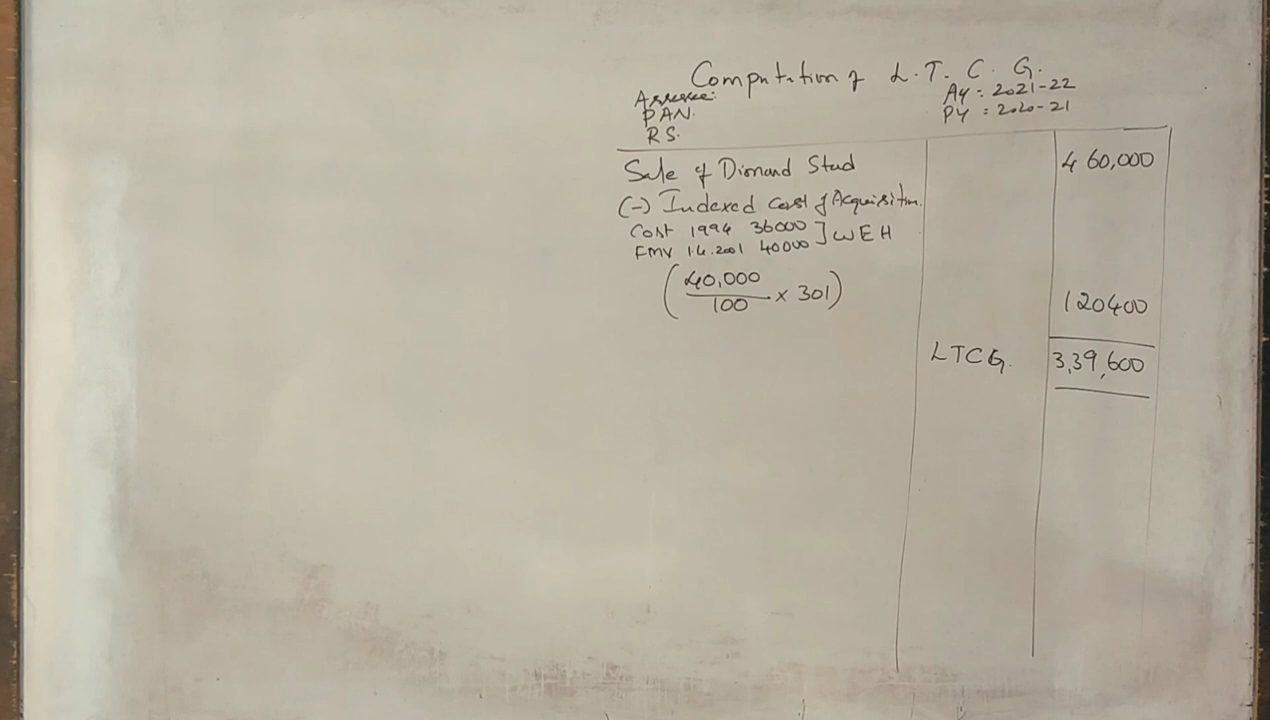 Computation of L. T. C. G.
Assessee:
AY : 2021-22
PAN.
PY : 2020-21
RS.
Sale of Dimand Stud 4 60,000
(-) Indexed Cost of Acquisition.
Cost 1994 36000 ] WEH
FMV 1.4.2001 40000
(40,000 / 100 × 301) 120400
LTCG. 3,39,600